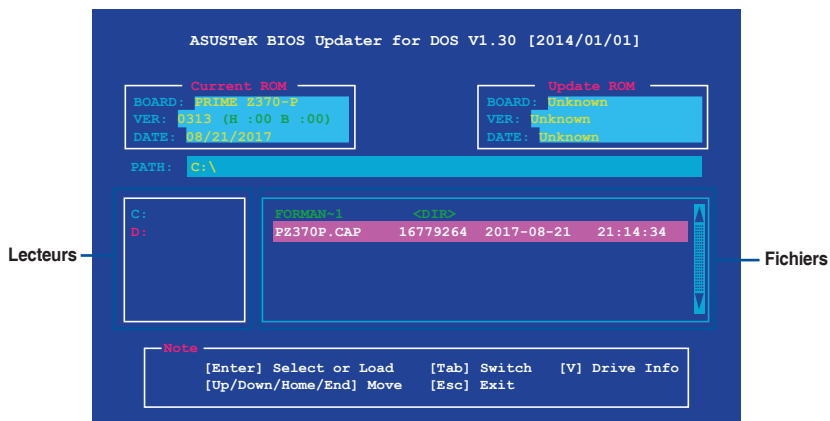 ASUSTeK BIOS Updater for DOS V1.30 [2014/01/01]
Current ROM
BOARD: PRIME Z370-P
VER: 0313 (H :00 B :00)
DATE: 08/21/2017
Update ROM
BOARD: Unknown
VER: Unknown
DATE: Unknown
PATH: C:\
Lecteurs
C:
D:
FORMAN~1 <DIR>
PZ370P.CAP 16779264 2017-08-21 21:14:34
Fichiers
Note
[Enter] Select or Load [Tab] Switch [V] Drive Info
[Up/Down/Home/End] Move [Esc] Exit